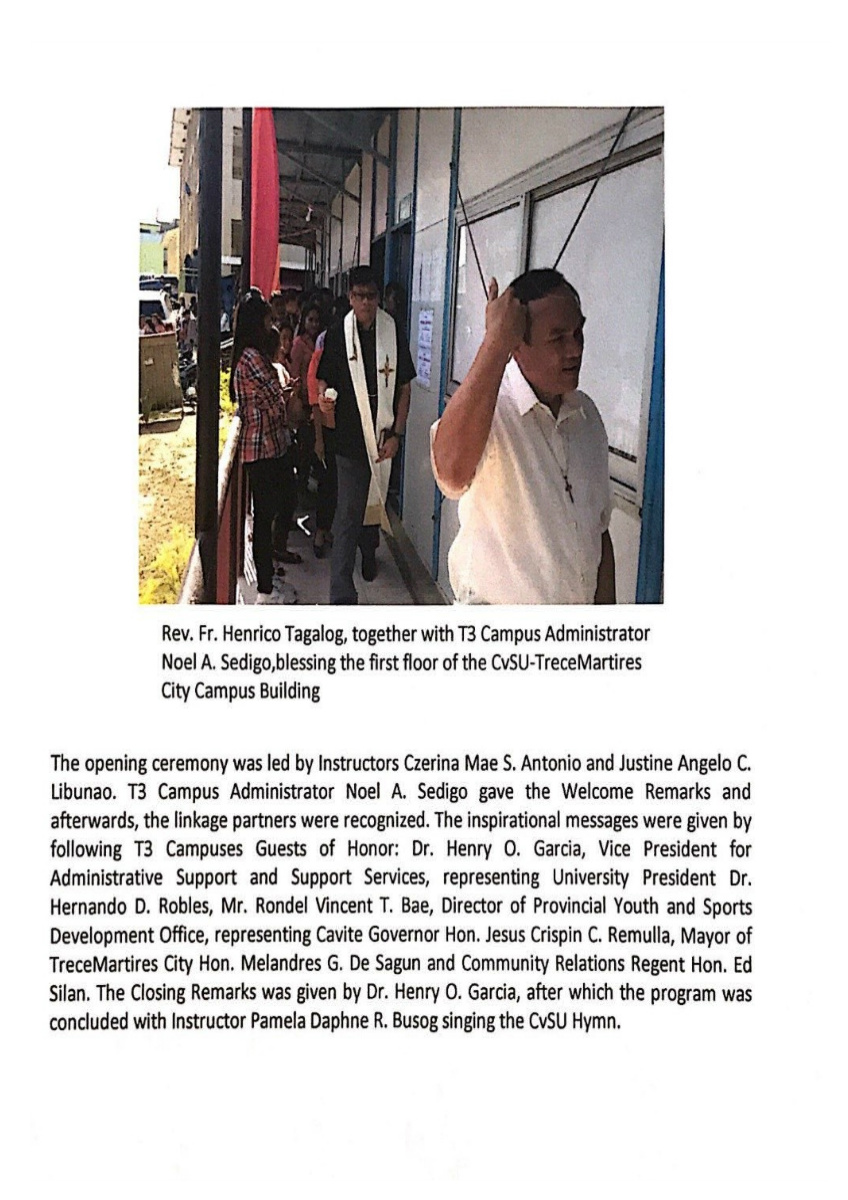 Rev. Fr. Henrico Tagalog, together with T3 Campus Administrator
Noel A. Sedigo,blessing the first floor of the CvSU-TreceMartires
City Campus Building
The opening ceremony was led by Instructors Czerina Mae S. Antonio and Justine Angelo C.
Libunao. T3 Campus Administrator Noel A. Sedigo gave the Welcome Remarks and
afterwards, the linkage partners were recognized. The inspirational messages were given by
following T3 Campuses Guests of Honor: Dr. Henry O. Garcia, Vice President for
Administrative Support and Support Services, representing University President Dr.
Hernando D. Robles, Mr. Rondel Vincent T. Bae, Director of Provincial Youth and Sports
Development Office, representing Cavite Governor Hon. Jesus Crispin C. Remulla, Mayor of
TreceMartires City Hon. Melandres G. De Sagun and Community Relations Regent Hon. Ed
Silan. The Closing Remarks was given by Dr. Henry O. Garcia, after which the program was
concluded with Instructor Pamela Daphne R. Busog singing the CvSU Hymn.